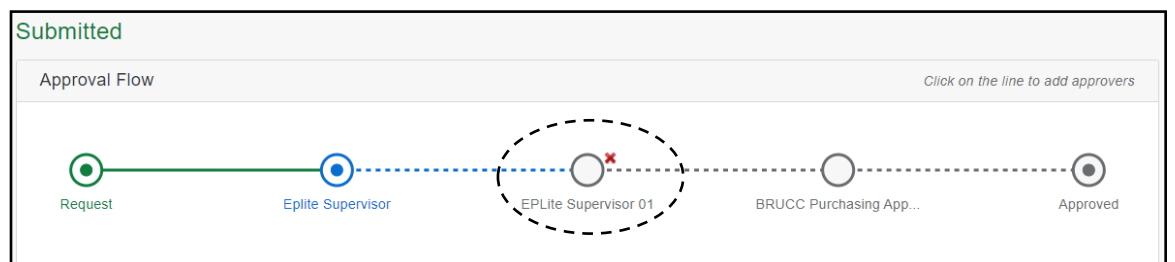 Submitted
Approval Flow
Click on the line to add approvers
Request
Eplite Supervisor
EPLite Supervisor 01
BRUCC Purchasing App...
Approved